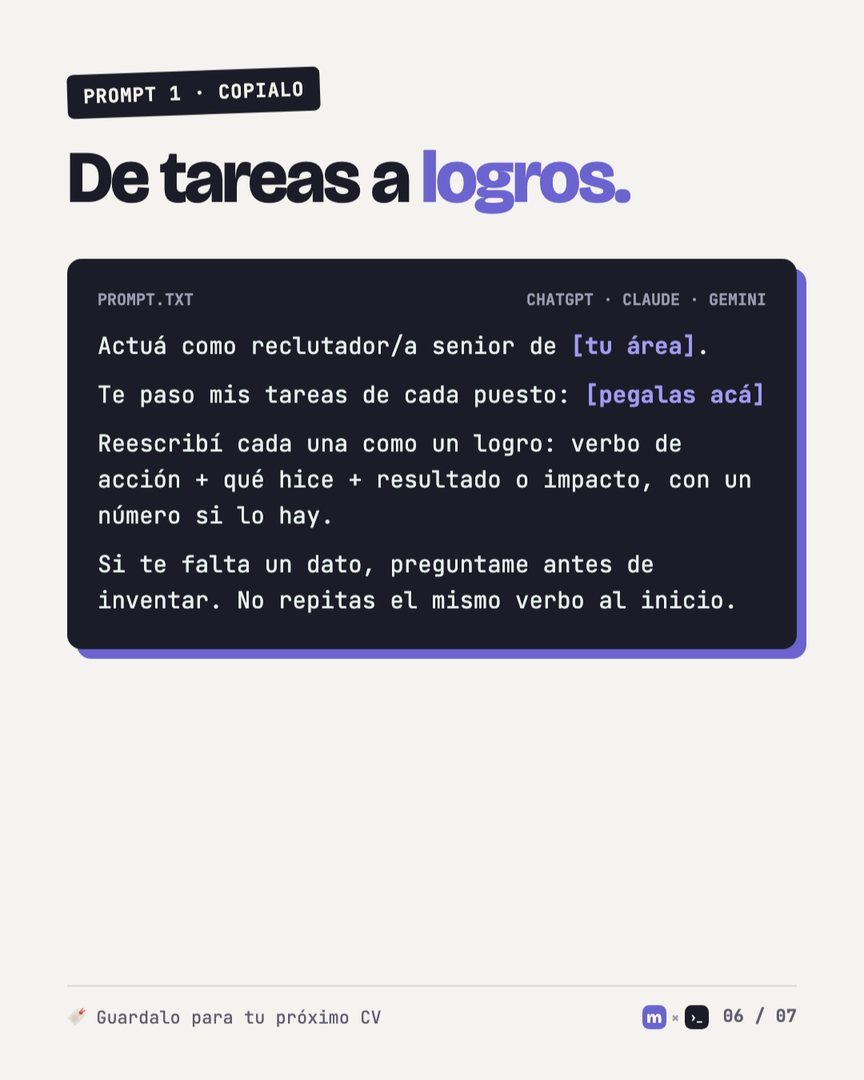 PROMPT 1 · COPIALO
De tareas a logros.
PROMPT.TXT CHATGPT · CLAUDE · GEMINI
Actuá como reclutador/a senior de [tu área].
Te paso mis tareas de cada puesto: [pegalas acá]
Reescribí cada una como un logro: verbo de
acción + qué hice + resultado o impacto, con un
número si lo hay.
Si te falta un dato, preguntame antes de
inventar. No repitas el mismo verbo al inicio.
Guardalo para tu próximo CV
m × ›_ 06 / 07